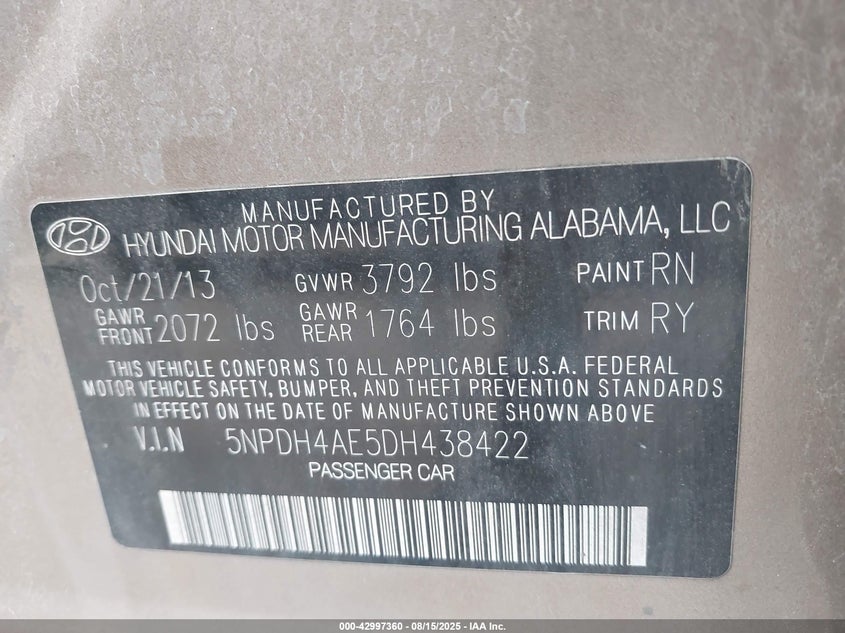 MANUFACTURED BY
HYUNDAI MOTOR MANUFACTURING ALABAMA, LLC
Oct/21/13 GVWR 3792 lbs PAINT RN
GAWR FRONT 2072 lbs GAWR REAR 1764 lbs TRIM RY
THIS VEHICLE CONFORMS TO ALL APPLICABLE U.S.A. FEDERAL
MOTOR VEHICLE SAFETY, BUMPER, AND THEFT PREVENTION STANDARDS
IN EFFECT ON THE DATE OF MANUFACTURE SHOWN ABOVE
V.I.N 5NPDH4AE5DH438422
PASSENGER CAR
000-42997360 - 08/15/2025 - IAA Inc.